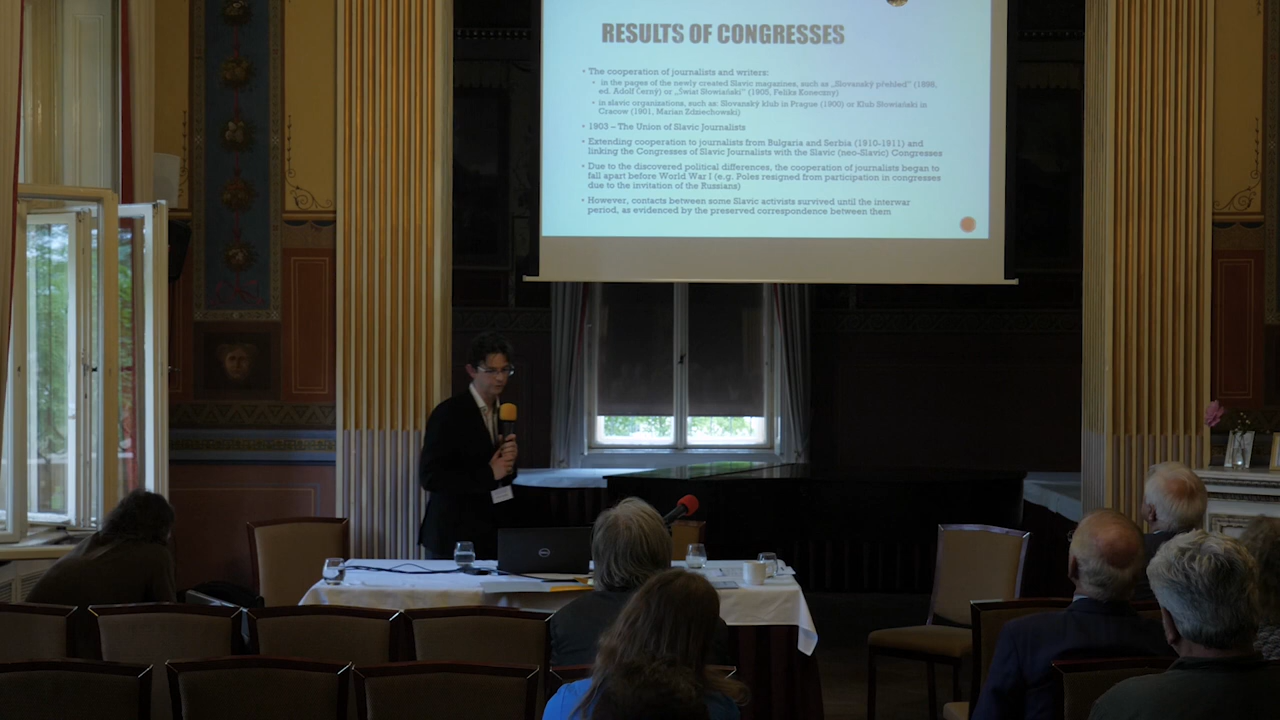 RESULTS OF CONGRESSES
• The cooperation of journalists and writers:
• in the pages of the newly created Slavic magazines, such as „Slovanský přehled” (1898,
ed. Adolf Černý) or „Świat Słowiański” (1905, Feliks Koneczny)
• in slavic organizations, such as: Slovanský klub in Prague (1900) or Klub Słowiański in
Cracow (1901, Marian Zdziechowski)
• 1903 – The Union of Slavic Journalists
• Extending cooperation to journalists from Bulgaria and Serbia (1910-1911) and
linking the Congresses of Slavic Journalists with the Slavic (neo-Slavic) Congresses
• Due to the discovered political differences, the cooperation of journalists began to
fall apart before World War I (e.g. Poles resigned from participation in congresses
due to the invitation of the Russians)
• However, contacts between some Slavic activists survived until the interwar
period, as evidenced by the preserved correspondence between them
DELL